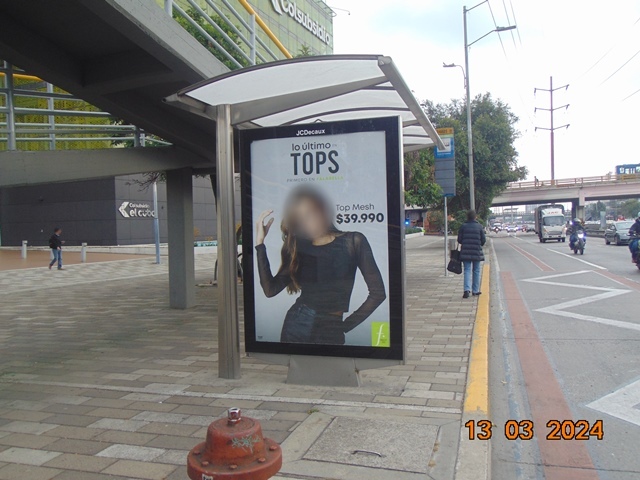 colsubsidio
JCDecaux
lo último en
TOPS
Top Mesh
$39.990
f.
Colsubsidio
el cubo
13 03 2024